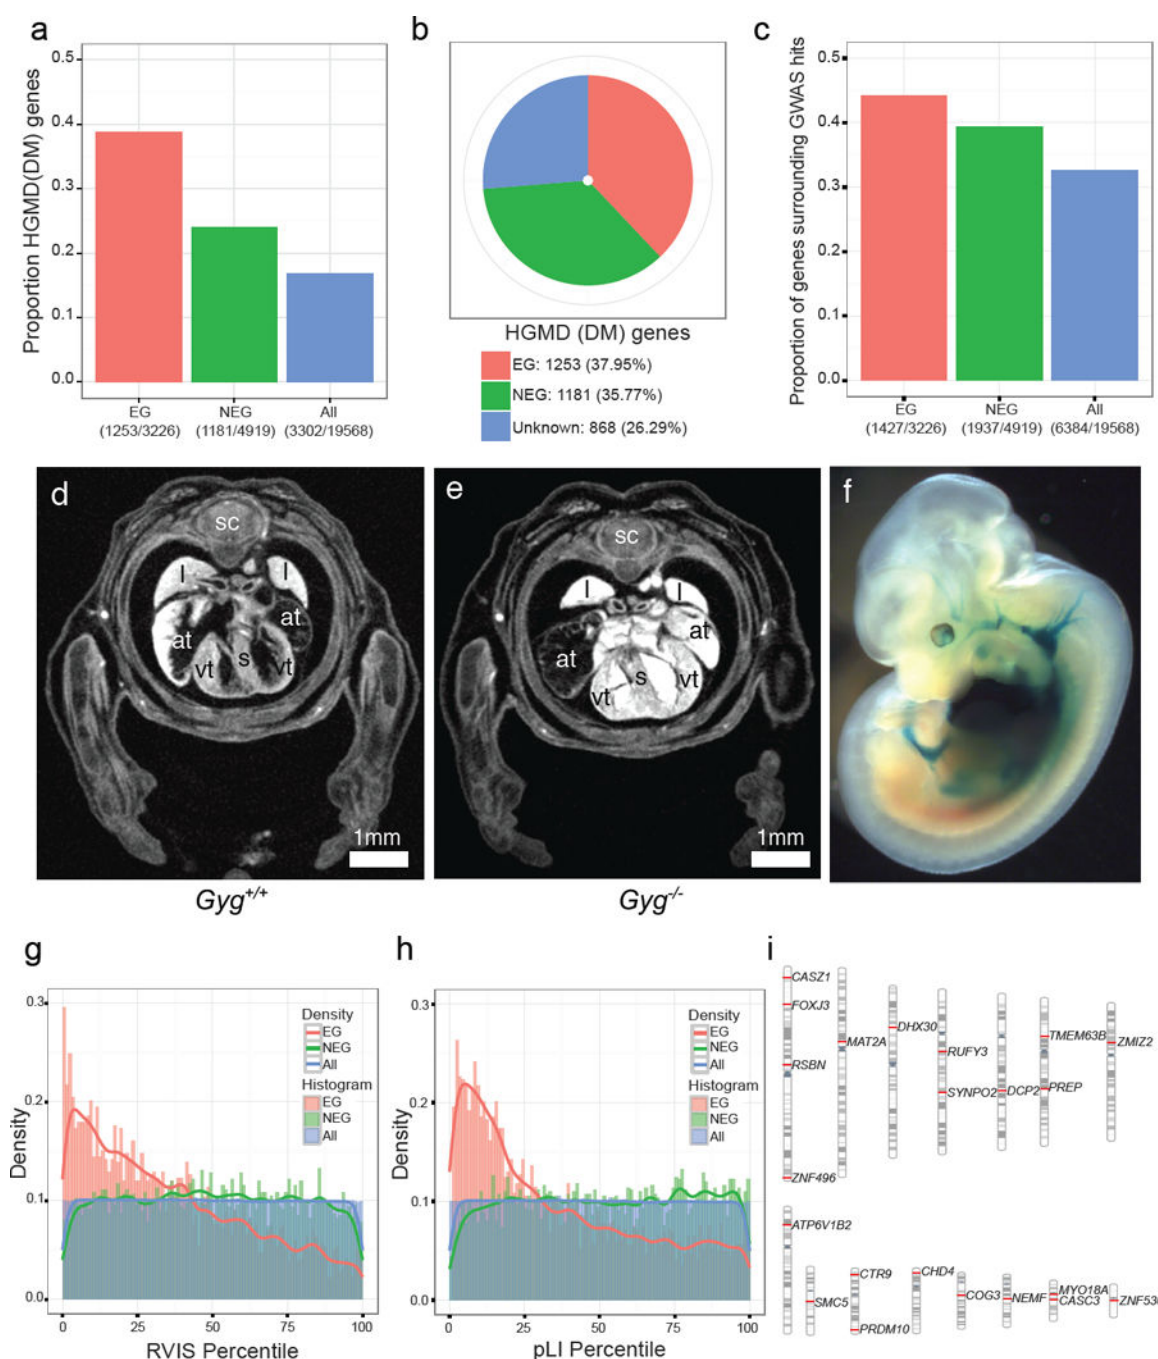 a
Proportion HGMD(DM) genes
0.5
0.4
0.3
0.2
0.1
0.0
EG
NEG
All
(1253/3226)
(1181/4919)
(3302/19568)
b
HGMD (DM) genes
EG: 1253 (37.95%)
NEG: 1181 (35.77%)
Unknown: 868 (26.29%)
c
Proportion of genes surrounding GWAS hits
0.5
0.4
0.3
0.2
0.1
0.0
EG
NEG
All
(1427/3226)
(1937/4919)
(6384/19568)
d
sc
l
l
at
at
vt
s
vt
1mm
Gyg+/+
e
sc
l
l
at
at
vt
s
vt
1mm
Gyg-/-
f
g
Density
0.3
0.2
0.1
0.0
Density
EG
NEG
All
Histogram
EG
NEG
All
0
25
50
75
100
RVIS Percentile
h
Density
0.3
0.2
0.1
0.0
Density
EG
NEG
All
Histogram
EG
NEG
All
0
25
50
75
100
pLI Percentile
i
CASZ1
FOXJ3
RSBN
ZNF496
MAT2A
DHX30
RUFY3
SYNPO2
DCP2
TMEM63B
PREP
ZMIZ2
ATP6V1B2
SMC5
CTR9
PRDM10
CHD4
COG3
NEMF
MYO18A
CASC3
ZNF53